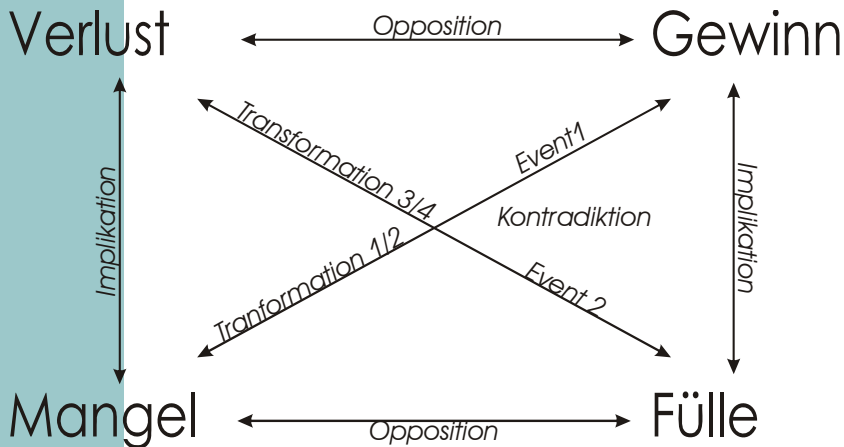 Verlust
Opposition
Gewinn
Transformation 3/4
Event1
Implikation
Kontradiktion
Implikation
Tranformation 1/2
Event 2
Mangel
Opposition
Fülle